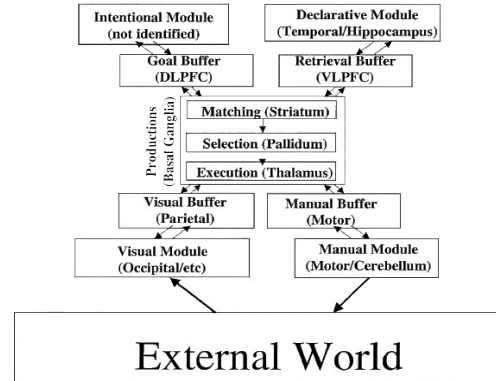 Intentional Module
(not identified)
Declarative Module
(Temporal/Hippocampus)
Goal Buffer
(DLPFC)
Retrieval Buffer
(VLPFC)
Productions
(Basal Ganglia)
Matching (Striatum)
Selection (Pallidum)
Execution (Thalamus)
Visual Buffer
(Parietal)
Manual Buffer
(Motor)
Visual Module
(Occipital/etc)
Manual Module
(Motor/Cerebellum)
External World